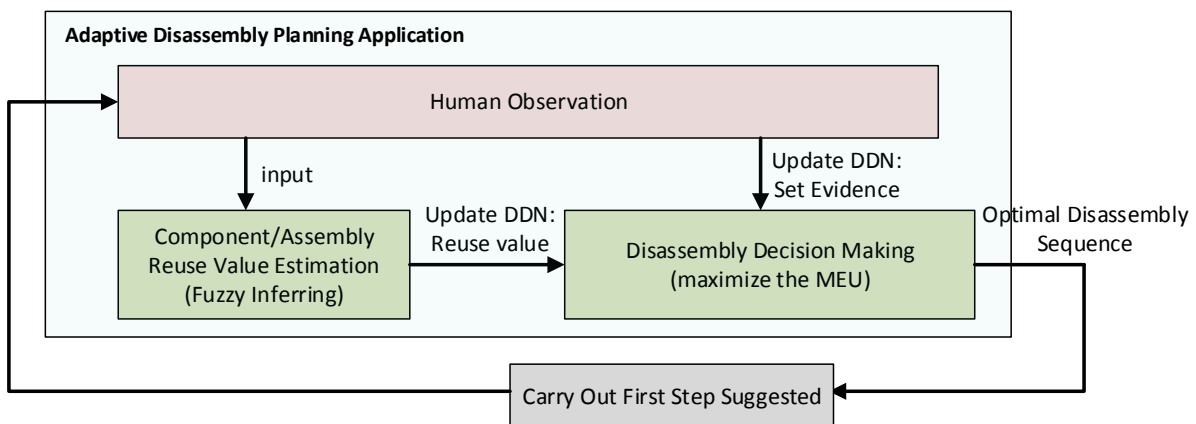 Adaptive Disassembly Planning Application
Human Observation
input
Update DDN:
Set Evidence
Component/Assembly
Reuse Value Estimation
(Fuzzy Inferring)
Update DDN:
Reuse value
Disassembly Decision Making
(maximize the MEU)
Optimal Disassembly
Sequence
Carry Out First Step Suggested